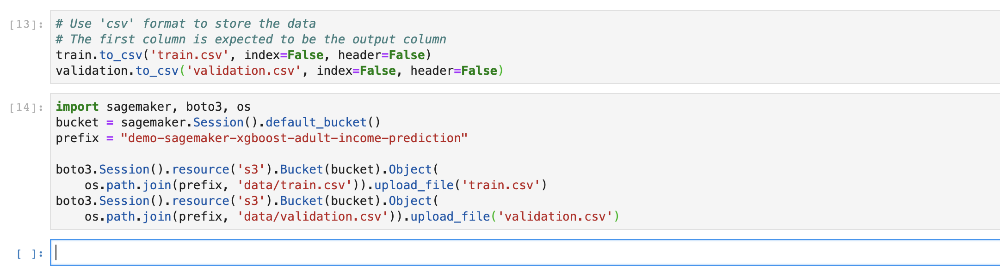 [13]: # Use 'csv' format to store the data
# The first column is expected to be the output column
train.to_csv('train.csv', index=False, header=False)
validation.to_csv('validation.csv', index=False, header=False)
[14]: import sagemaker, boto3, os
bucket = sagemaker.Session().default_bucket()
prefix = "demo-sagemaker-xgboost-adult-income-prediction"
boto3.Session().resource('s3').Bucket(bucket).Object(
    os.path.join(prefix, 'data/train.csv')).upload_file('train.csv')
boto3.Session().resource('s3').Bucket(bucket).Object(
    os.path.join(prefix, 'data/validation.csv')).upload_file('validation.csv')
[ ]: